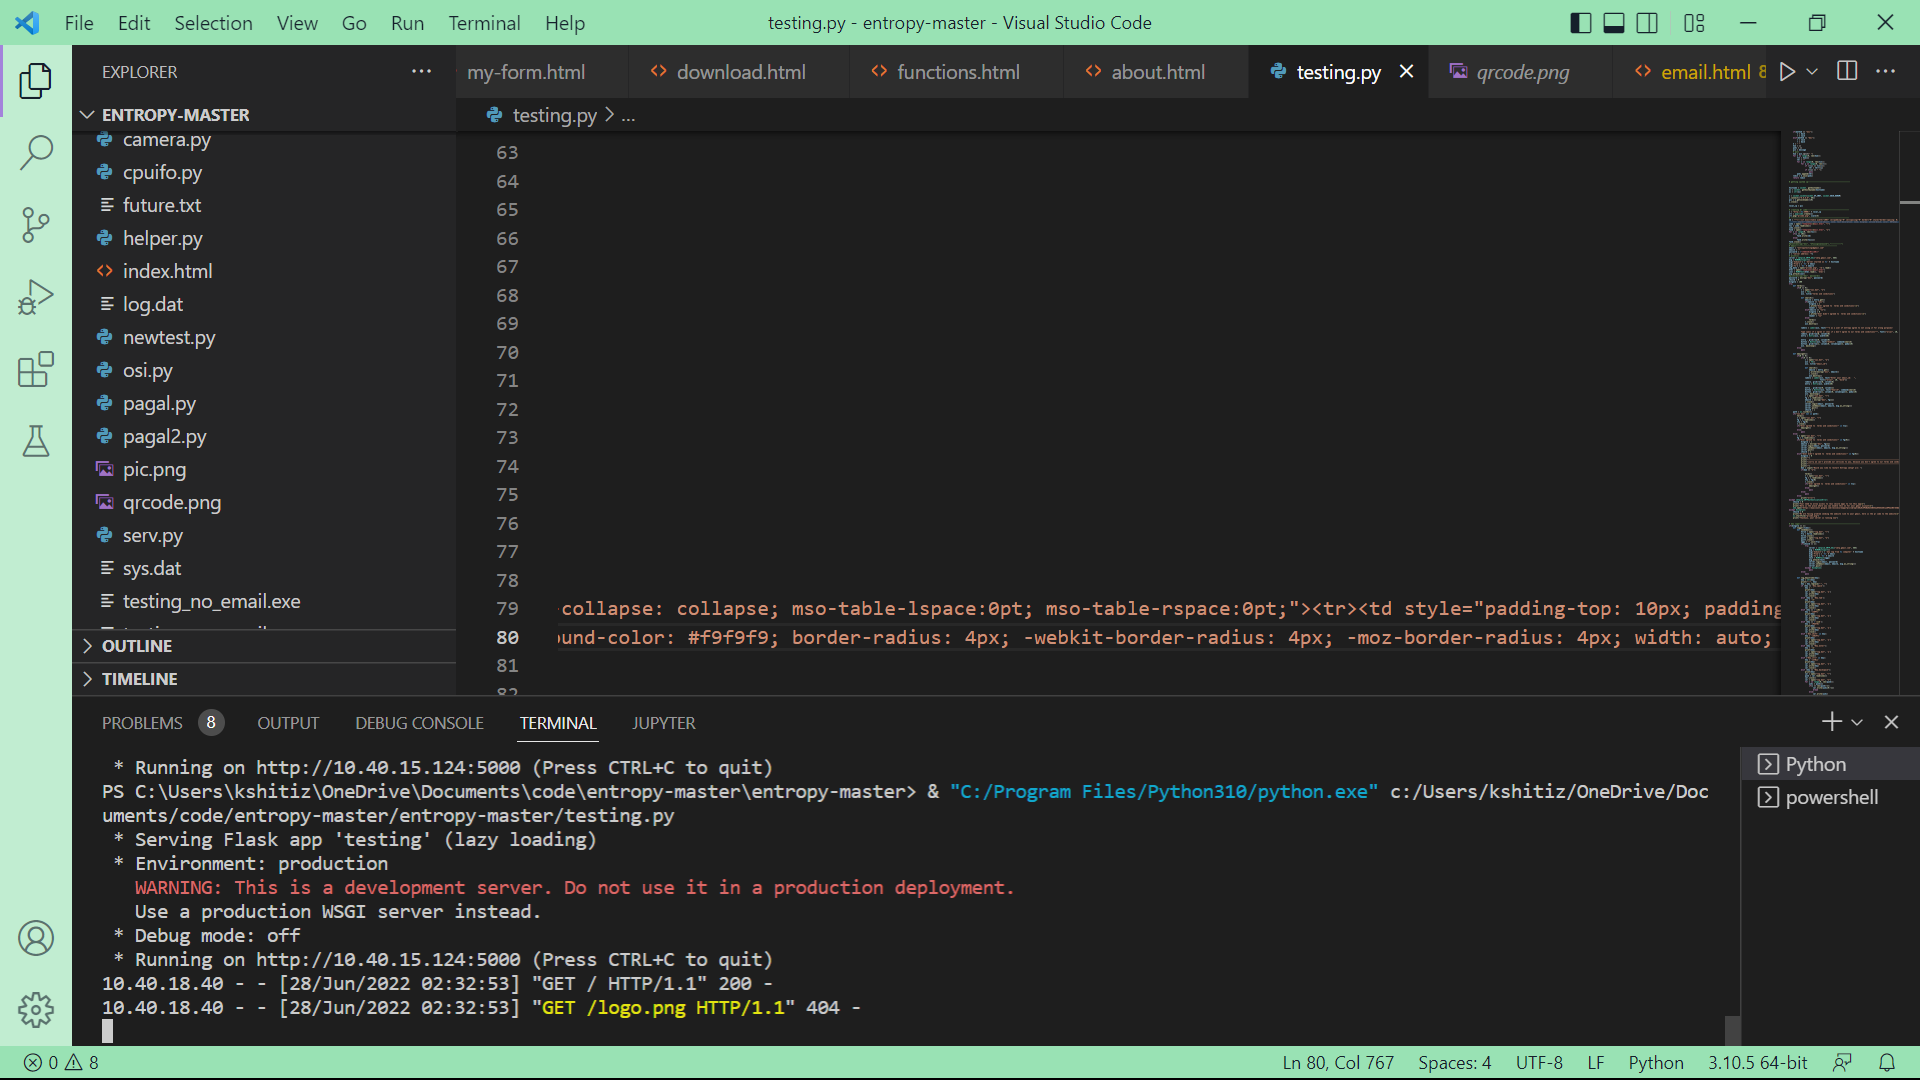 File Edit Selection View Go Run Terminal Help
testing.py - entropy-master - Visual Studio Code
EXPLORER
my-form.html
download.html
functions.html
about.html
testing.py
qrcode.png
email.html 8
ENTROPY-MASTER
testing.py > ...
camera.py
cpuifo.py
future.txt
helper.py
index.html
log.dat
newtest.py
osi.py
pagal.py
pagal2.py
pic.png
qrcode.png
serv.py
sys.dat
testing_no_email.exe
OUTLINE
TIMELINE
63
64
65
66
67
68
69
70
71
72
73
74
75
76
77
78
79 collapse: collapse; mso-table-lspace:0pt; mso-table-rspace:0pt;"><tr><td style="padding-top: 10px; padding
80 ound-color: #f9f9f9; border-radius: 4px; -webkit-border-radius: 4px; -moz-border-radius: 4px; width: auto;
81
82
PROBLEMS 8 OUTPUT DEBUG CONSOLE TERMINAL JUPYTER
* Running on http://10.40.15.124:5000 (Press CTRL+C to quit)
PS C:\Users\kshitiz\OneDrive\Documents\code\entropy-master\entropy-master> & "C:/Program Files/Python310/python.exe" c:/Users/kshitiz/OneDrive/Doc
uments/code/entropy-master/entropy-master/testing.py
* Serving Flask app 'testing' (lazy loading)
* Environment: production
WARNING: This is a development server. Do not use it in a production deployment.
Use a production WSGI server instead.
* Debug mode: off
* Running on http://10.40.15.124:5000 (Press CTRL+C to quit)
10.40.18.40 - - [28/Jun/2022 02:32:53] "GET / HTTP/1.1" 200 -
10.40.18.40 - - [28/Jun/2022 02:32:53] "GET /logo.png HTTP/1.1" 404 -
Python
powershell
0 8
Ln 80, Col 767 Spaces: 4 UTF-8 LF Python 3.10.5 64-bit